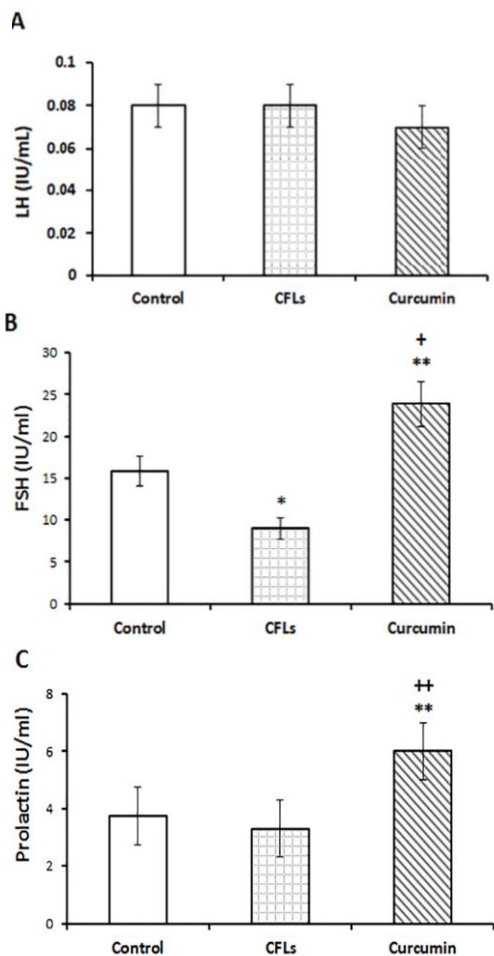 A
LH (IU/mL)
0.1
0.08
0.06
0.04
0.02
0
Control CFLs Curcumin
B
FSH (IU/ml)
30
25
20
15
10
5
0
*
+
**
Control CFLs Curcumin
C
Prolactin (IU/ml)
8
6
4
2
0
++
**
Control CFLs Curcumin